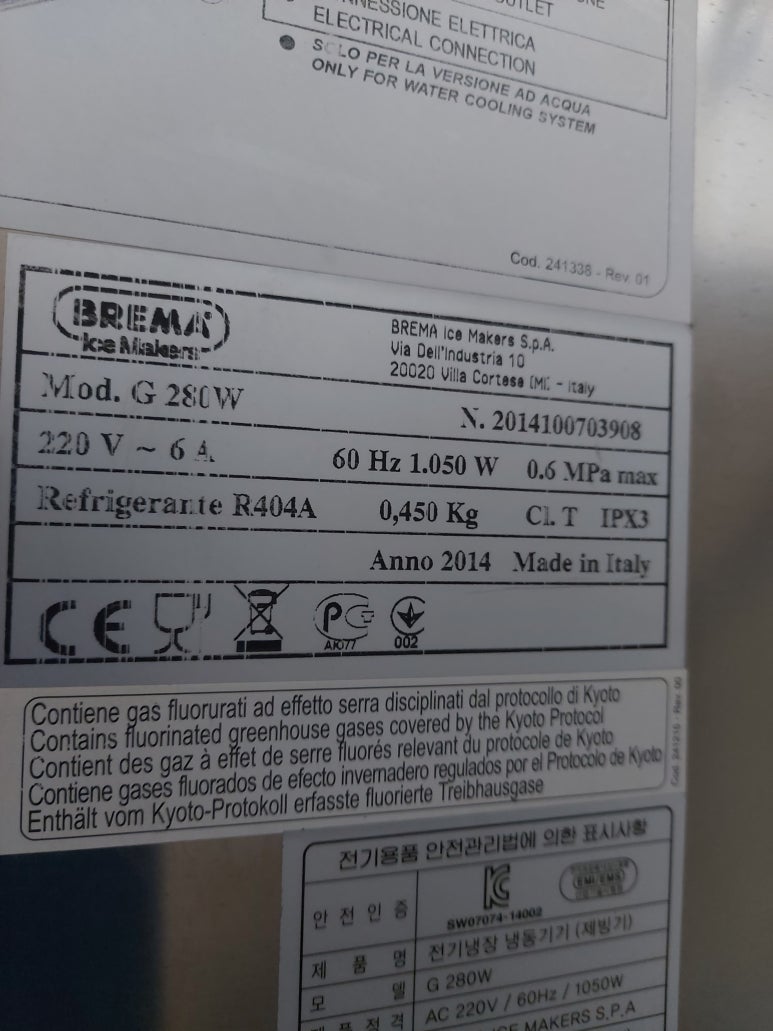 CONNESSIONE ELETTRICA
ELECTRICAL CONNECTION
SOLO PER LA VERSIONE AD ACQUA
ONLY FOR WATER COOLING SYSTEM
Cod. 241338 - Rev. 01
BREMA
Ice Makers
BREMA Ice Makers S.p.A.
Via Dell'Industria 10
20020 Villa Cortese (MI) - Italy
Mod. G 280W
N. 2014100703908
220 V ~ 6 A
60 Hz 1.050 W 0.6 MPa max
Refrigerante R404A 0,450 Kg Cl. T IPX3
Anno 2014 Made in Italy
CE
002
Contiene gas fluorurati ad effetto serra disciplinati dal protocollo di Kyoto
Contains fluorinated greenhouse gases covered by the Kyoto Protocol
Contient des gaz à effet de serre fluorés relevant du protocole de Kyoto
Contiene gases fluorados de efecto invernadero regulados por el Protocolo de Kyoto
Enthält vom Kyoto-Protokoll erfasste fluorierte Treibhausgase
Cod. 241215 - Rev. 00
전기용품 안전관리법에 의한 표시사항
안전인증
SW07074-14002
제품명 전기냉장 냉동기기 (제빙기)
모델 G 280W
AC 220V / 60Hz / 1050W
ICE MAKERS S.P.A